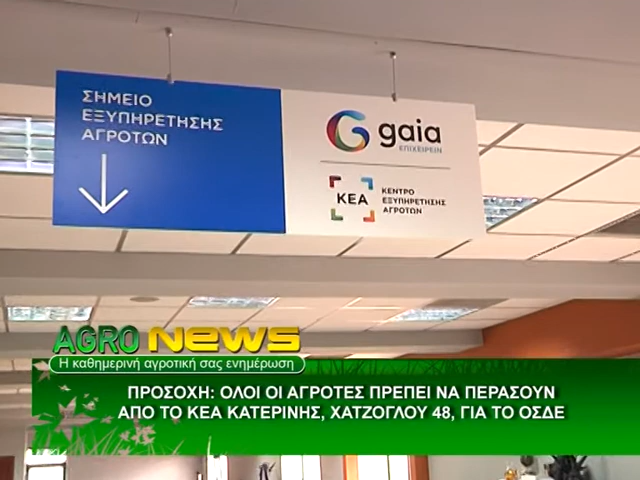 ΣΗΜΕΙΟ
ΕΞΥΠΗΡΕΤΗΣΗΣ
ΑΓΡΟΤΩΝ
gaia
ΕΠΙΧΕΙΡΕΙΝ
ΚΕΑ
ΚΕΝΤΡΟ
ΕΞΥΠΗΡΕΤΗΣΗΣ
ΑΓΡΟΤΩΝ
AGRO NEWS
Η καθημερινή αγροτική σας ενημέρωση
ΠΡΟΣΟΧΗ: ΟΛΟΙ ΟΙ ΑΓΡΟΤΕΣ ΠΡΕΠΕΙ ΝΑ ΠΕΡΑΣΟΥΝ
ΑΠΟ ΤΟ ΚΕΑ ΚΑΤΕΡΙΝΗΣ, ΧΑΤΖΟΓΛΟΥ 48, ΓΙΑ ΤΟ ΟΣΔΕ